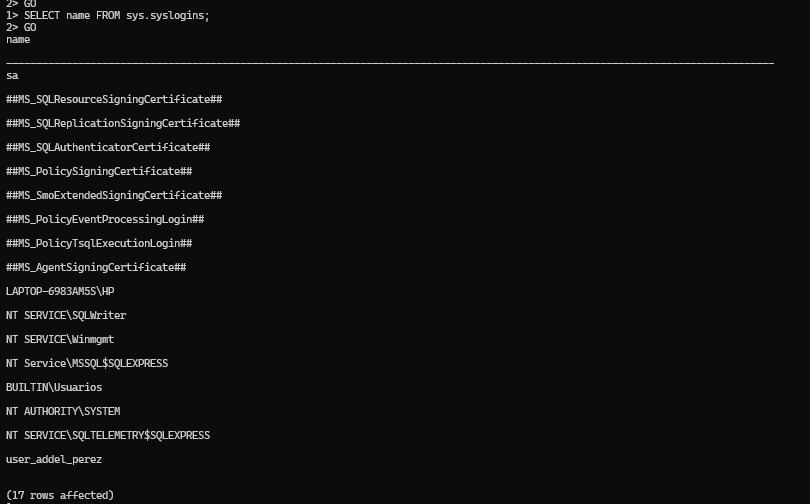 2> GO
1> SELECT name FROM sys.syslogins;
2> GO
name
--------------------------------------------------------------------------------------------------------------------------------
sa
##MS_SQLResourceSigningCertificate##
##MS_SQLReplicationSigningCertificate##
##MS_SQLAuthenticatorCertificate##
##MS_PolicySigningCertificate##
##MS_SmoExtendedSigningCertificate##
##MS_PolicyEventProcessingLogin##
##MS_PolicyTsqlExecutionLogin##
##MS_AgentSigningCertificate##
LAPTOP-6983AM5S\HP
NT SERVICE\SQLWriter
NT SERVICE\Winmgmt
NT Service\MSSQL$SQLEXPRESS
BUILTIN\Usuarios
NT AUTHORITY\SYSTEM
NT SERVICE\SQLTELEMETRY$SQLEXPRESS
user_addel_perez
(17 rows affected)